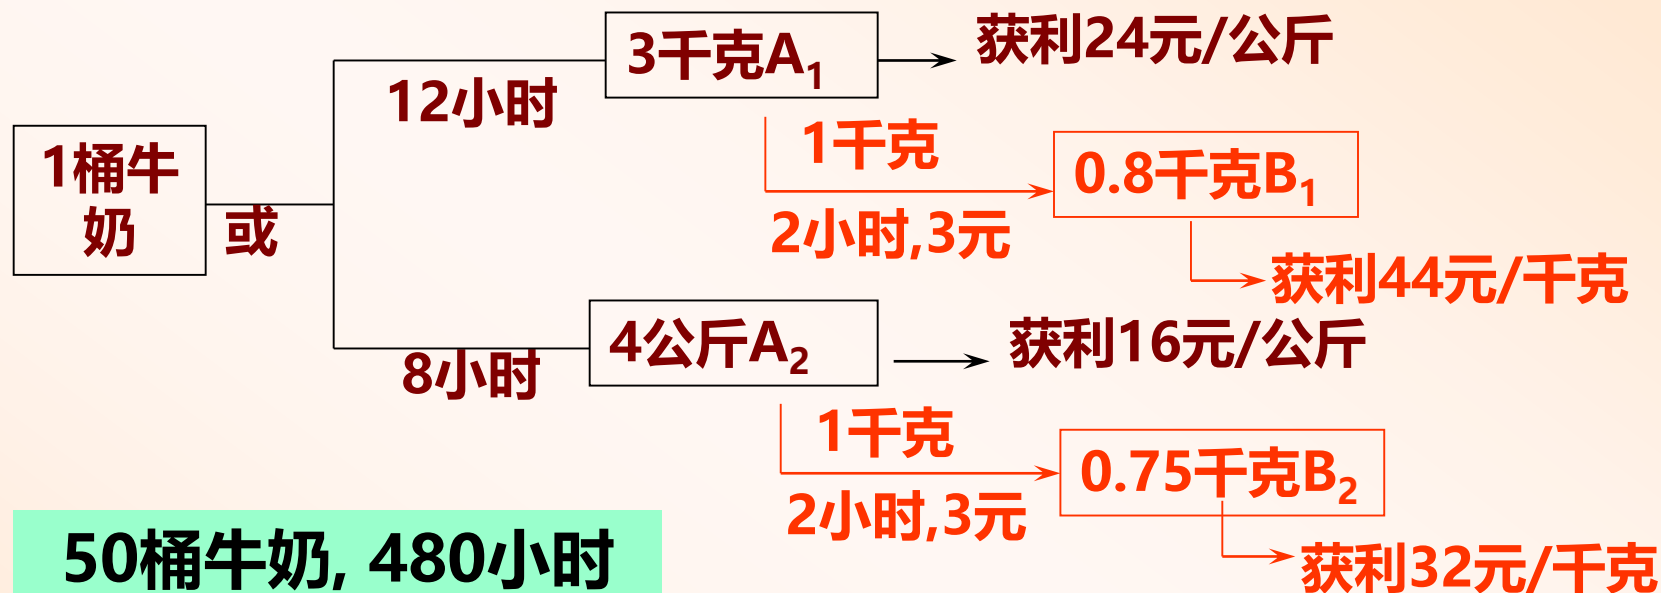 3千克A₁
获利24元/公斤
12小时
1千克
1桶牛
奶
0.8千克B₁
或
2小时,3元
获利44元/千克
4公斤A₂
获利16元/公斤
8小时
1千克
0.75千克B₂
2小时,3元
50桶牛奶, 480小时
获利32元/千克